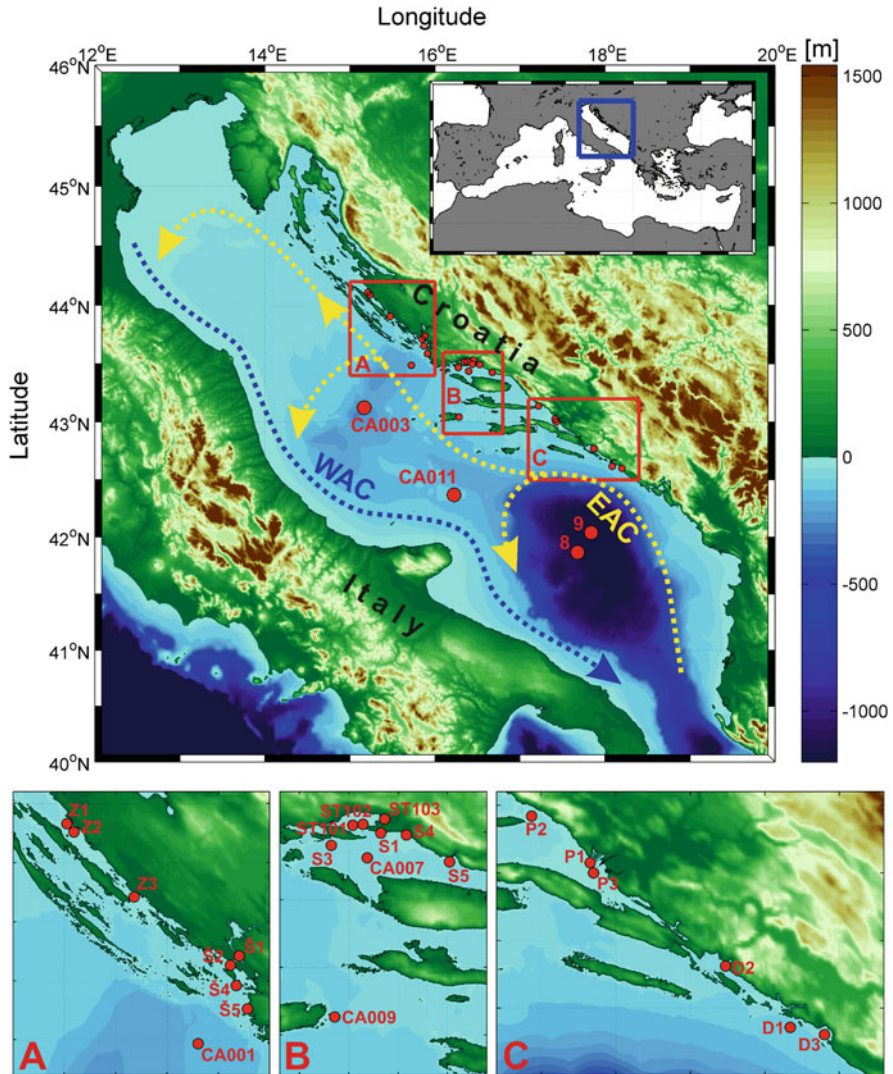 Longitude
12°E 14°E 16°E 18°E 20°E [m]
46°N
45°N
44°N
43°N
42°N
41°N
40°N
Latitude
1500
1000
500
0
-500
-1000
Croatia
Italy
A
B
C
CA003
CA011
WAC
EAC
9
8
Z1
Z2
Z3
Š1
Š2
Š4
Š5
CA001
A
ST102
ST103
ST101
S4
S1
S3
CA007
S5
CA009
B
P2
P1
P3
D2
D1
D3
C